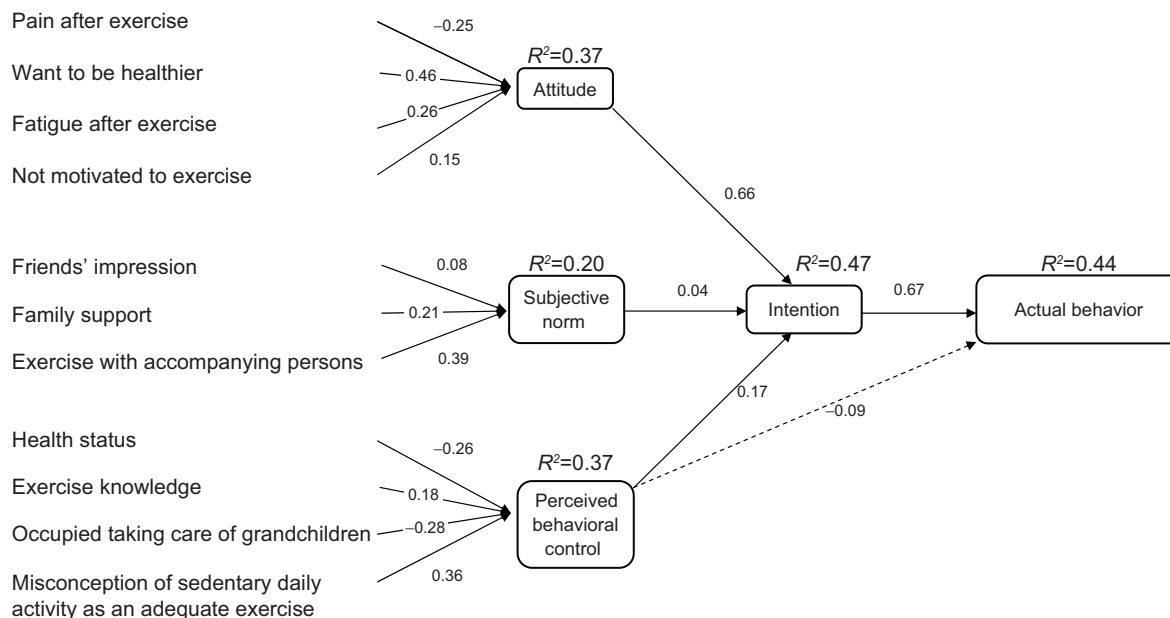 Pain after exercise
−0.25
R²=0.37
Want to be healthier
0.46
Attitude
Fatigue after exercise
0.26
Not motivated to exercise
0.15
0.66
Friends’ impression
0.08
R²=0.20
R²=0.47
R²=0.44
Family support
0.21
Subjective
norm
0.04
Intention
0.67
Actual behavior
Exercise with accompanying persons
0.39
0.17
−0.09
Health status
−0.26
R²=0.37
Exercise knowledge
0.18
Perceived
behavioral
control
Occupied taking care of grandchildren
−0.28
Misconception of sedentary daily
activity as an adequate exercise
0.36